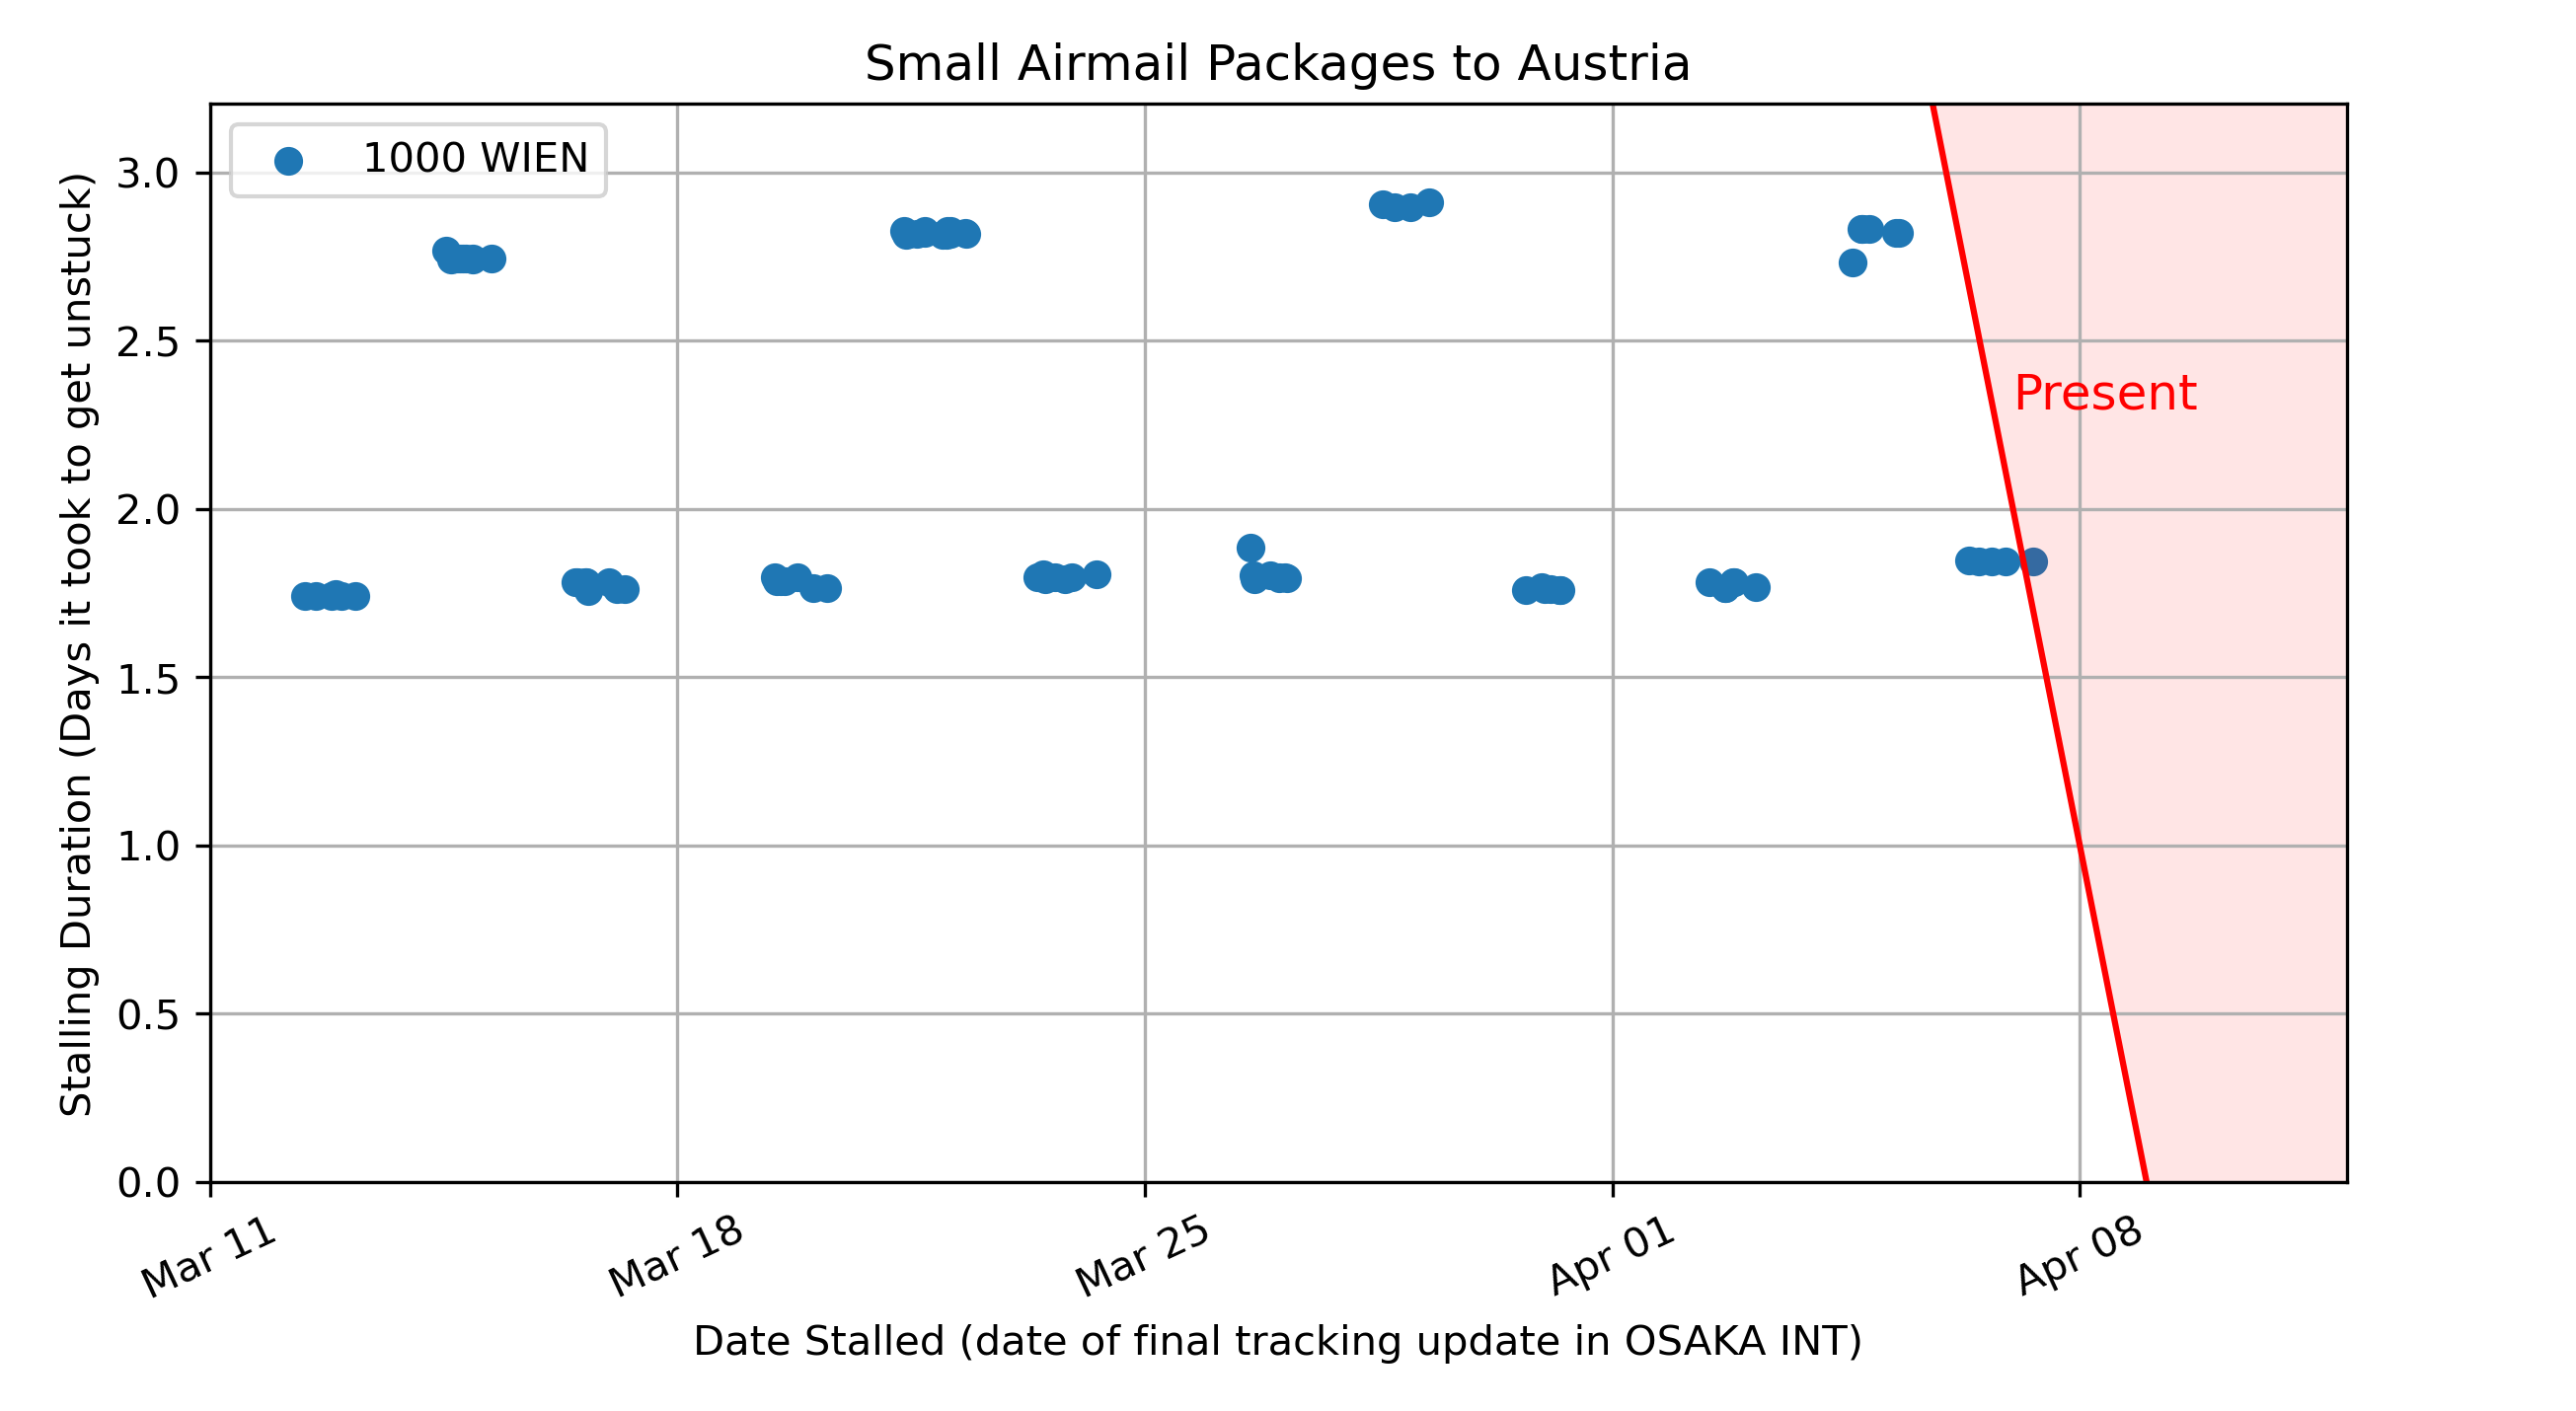 Small Airmail Packages to Austria
1000 WIEN
Stalling Duration (Days it took to get unstuck)
3.0
2.5
2.0
1.5
1.0
0.5
0.0
Present
Mar 11
Mar 18
Mar 25
Apr 01
Apr 08
Date Stalled (date of final tracking update in OSAKA INT)